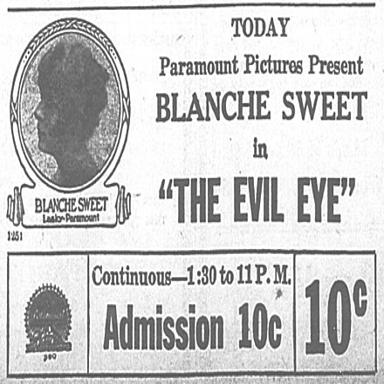 TODAY
Paramount Pictures Present
BLANCHE SWEET
in
"THE EVIL EYE"
BLANCHE SWEET
Lasky-Paramount
1251
Continuous—1:30 to 11 P. M.
Admission 10c
10c